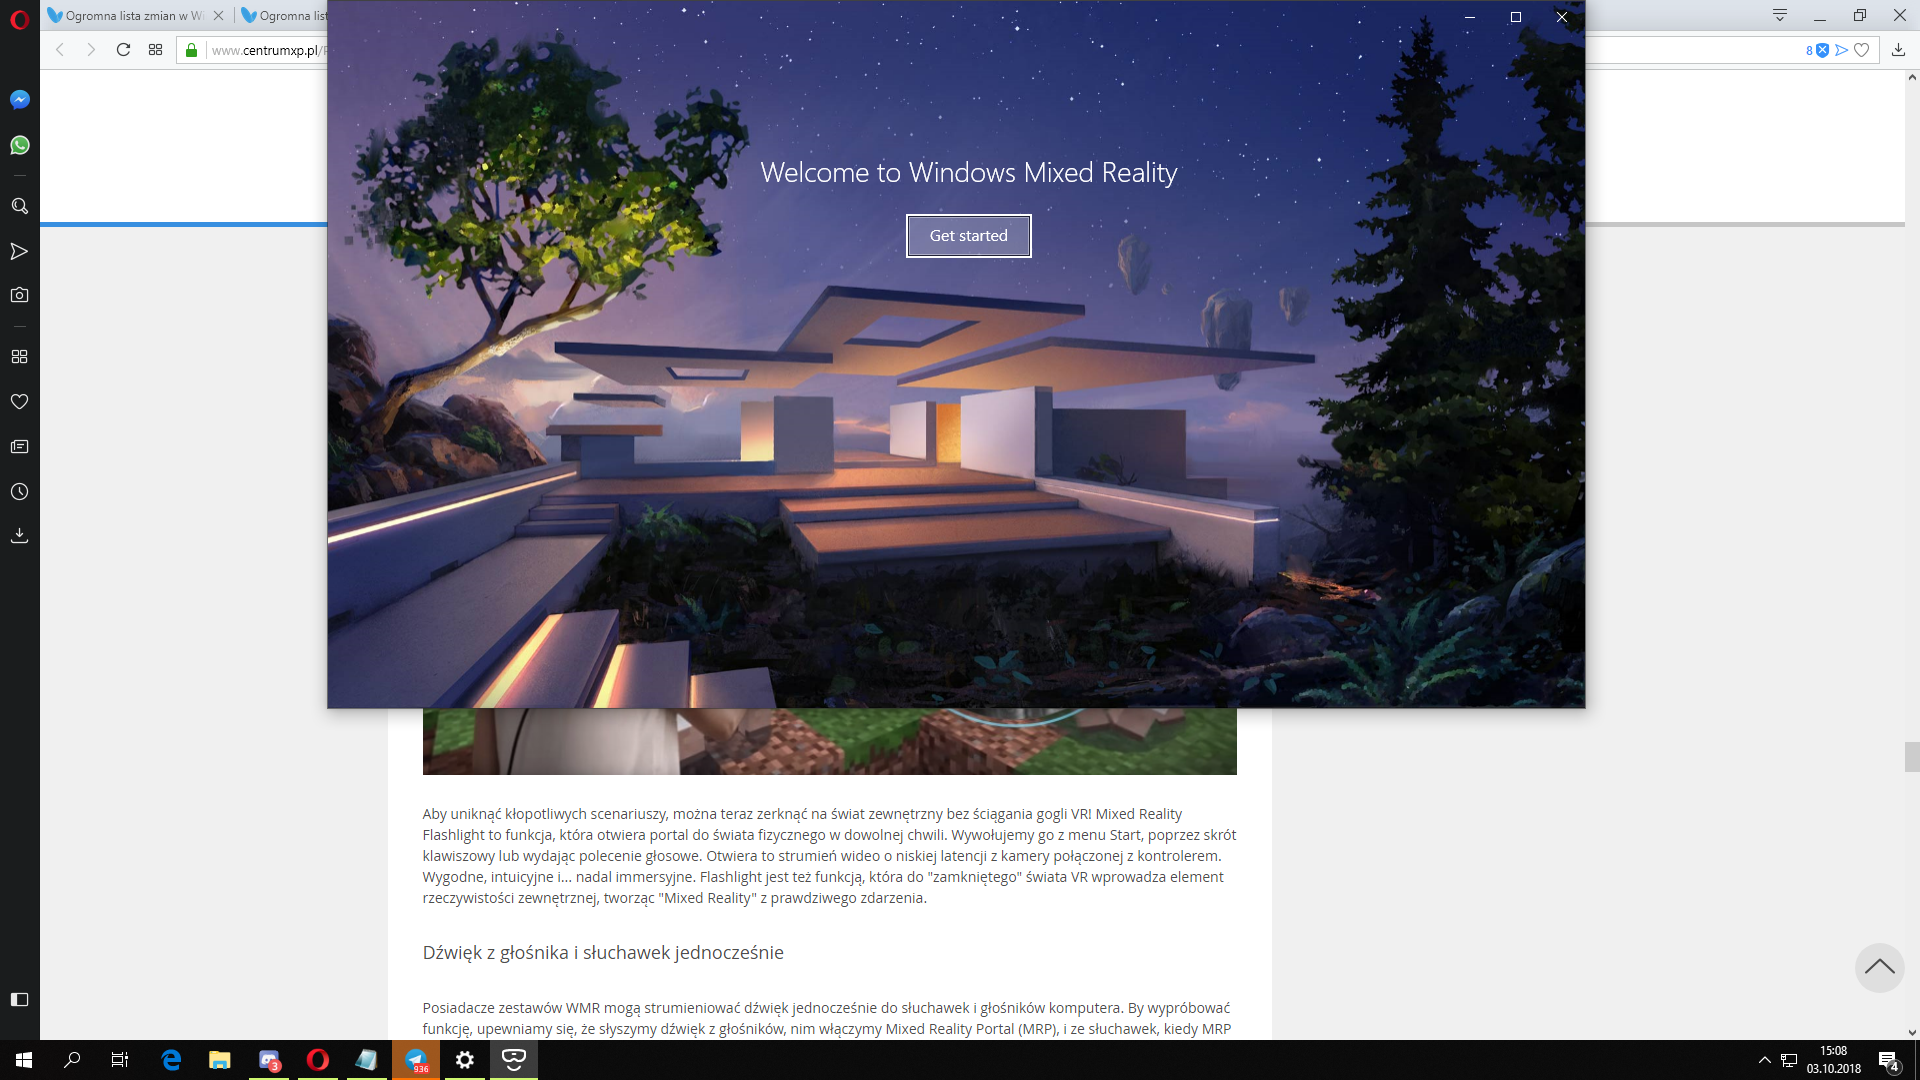 Ogromna lista zmian w Wi
Ogromna list
www.centrumxp.pl/P
8
Welcome to Windows Mixed Reality
Get started
Aby uniknąć kłopotliwych scenariuszy, można teraz zerknąć na świat zewnętrzny bez ściągania gogli VR! Mixed Reality
Flashlight to funkcja, która otwiera portal do świata fizycznego w dowolnej chwili. Wywołujemy go z menu Start, poprzez skrót
klawiszowy lub wydając polecenie głosowe. Otwiera to strumień wideo o niskiej latencji z kamery połączonej z kontrolerem.
Wygodne, intuicyjne i... nadal immersyjne. Flashlight jest też funkcją, która do "zamkniętego" świata VR wprowadza element
rzeczywistości zewnętrznej, tworząc "Mixed Reality" z prawdziwego zdarzenia.
Dźwięk z głośnika i słuchawek jednocześnie
Posiadacze zestawów WMR mogą strumieniować dźwięk jednocześnie do słuchawek i głośników komputera. By wypróbować
funkcję, upewniamy się, że słyszymy dźwięk z głośników, nim włączymy Mixed Reality Portal (MRP), i ze słuchawek, kiedy MRP
3
936
15:08
03.10.2018
4